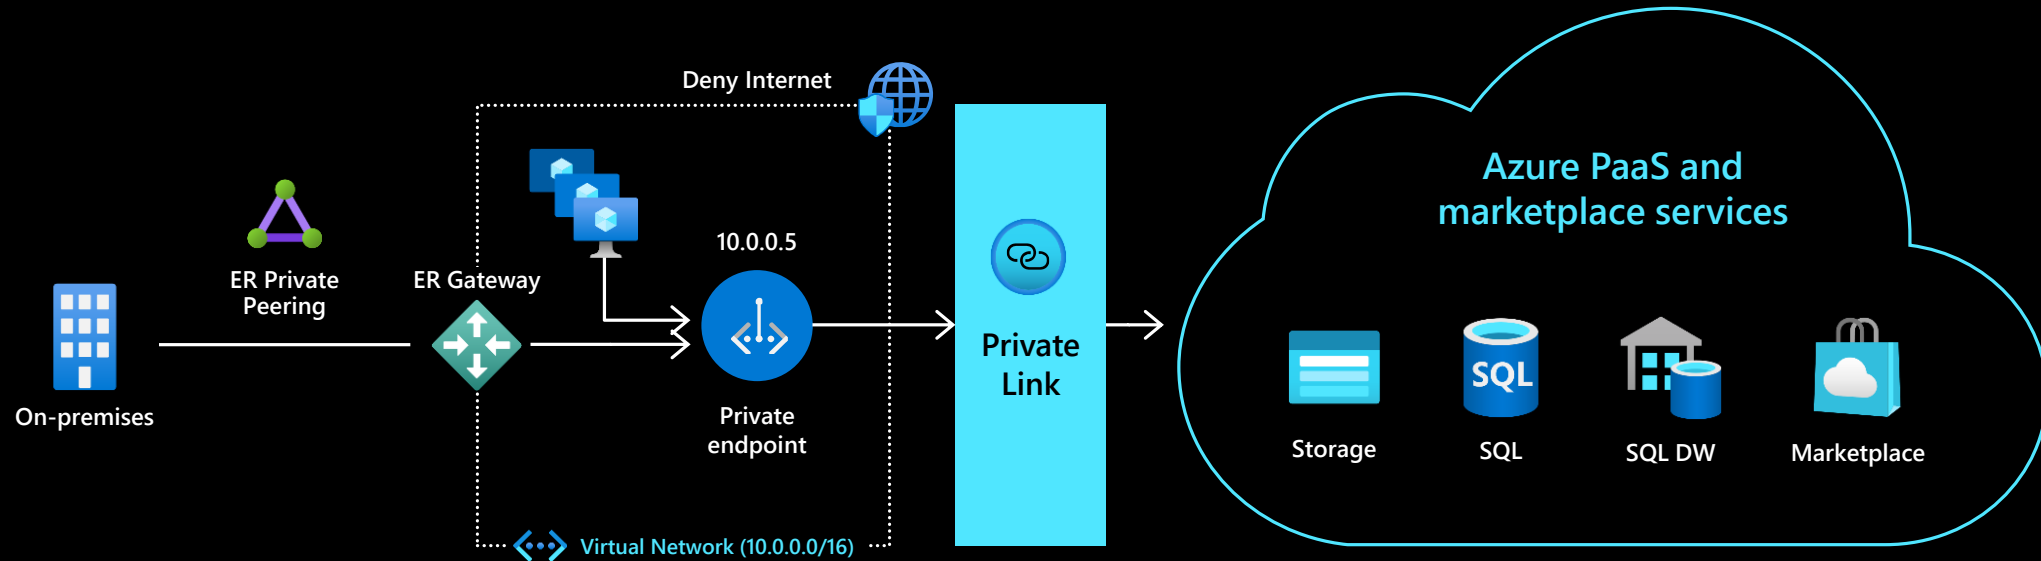 Deny Internet
10.0.0.5
ER Private
Peering
ER Gateway
On-premises
Private
endpoint
Virtual Network (10.0.0.0/16)
Private
Link
Azure PaaS and
marketplace services
SQL
Storage
SQL
SQL DW
Marketplace